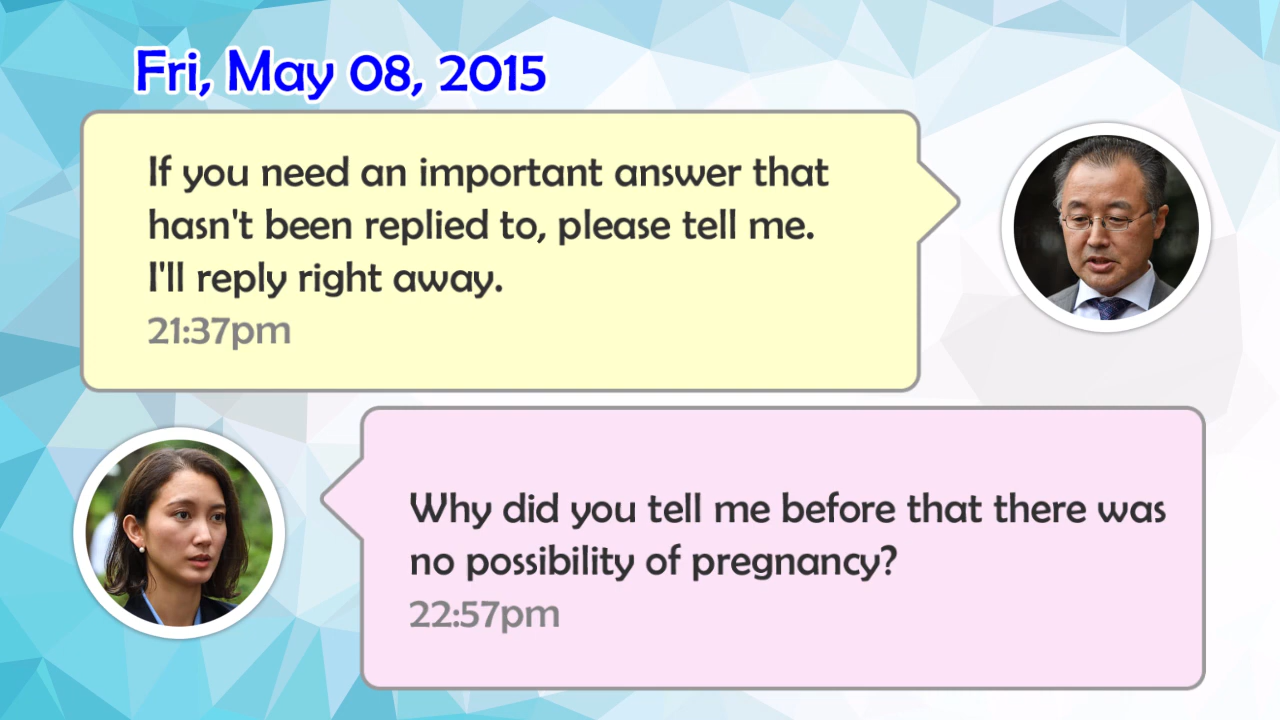 Fri, May 08, 2015
If you need an important answer that
hasn't been replied to, please tell me.
I'll reply right away.
21:37pm
Why did you tell me before that there was
no possibility of pregnancy?
22:57pm